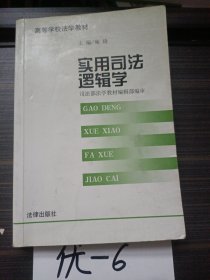 高等学校法学教材
主编/雍琦
实用司法
逻辑学
司法部法学教材编辑部编审
GAO DENG
XUE XIAO
FA XUE
JIAO CAI
法律出版社
优-6